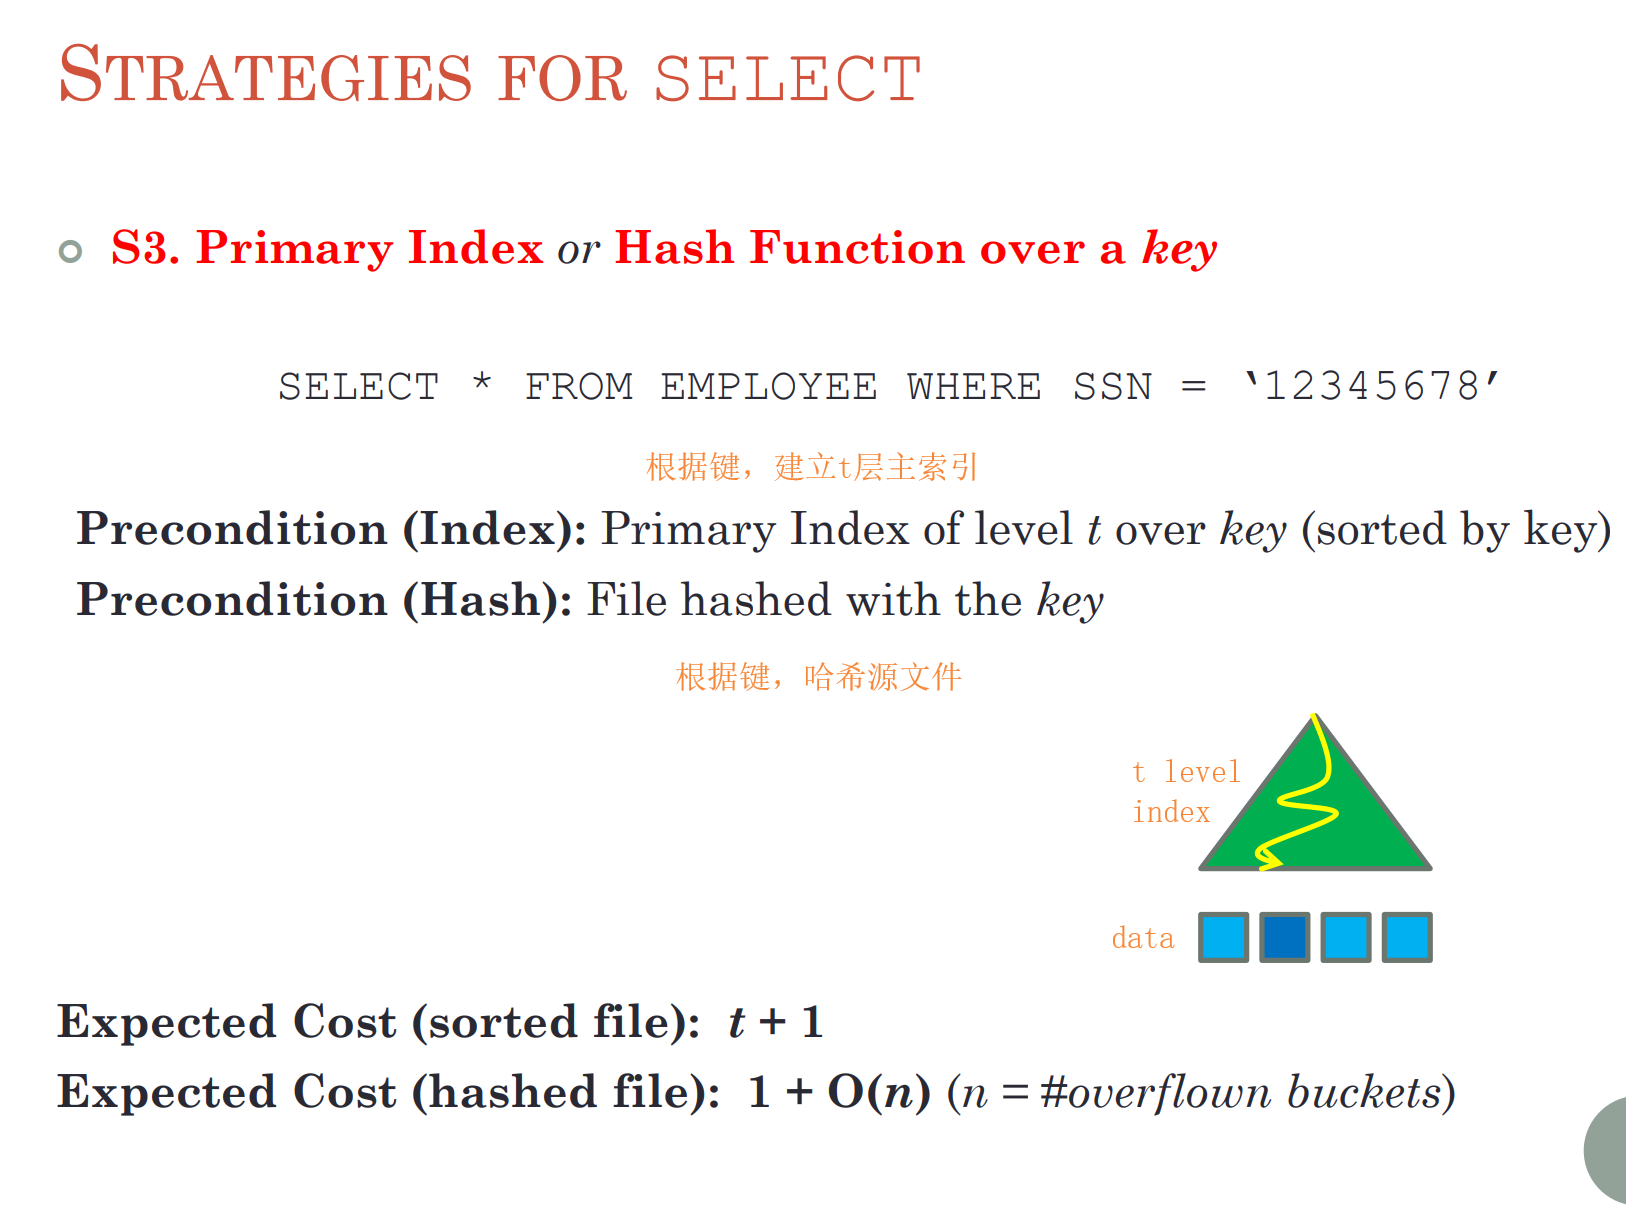 STRATEGIES FOR SELECT
S3. Primary Index or Hash Function over a key
SELECT * FROM EMPLOYEE WHERE SSN = ‘12345678’
根据键，建立t层主索引
Precondition (Index): Primary Index of level t over key (sorted by key)
Precondition (Hash): File hashed with the key
根据键，哈希源文件
t level
index
data
Expected Cost (sorted file): t + 1
Expected Cost (hashed file): 1 + O(n) (n = #overflown buckets)